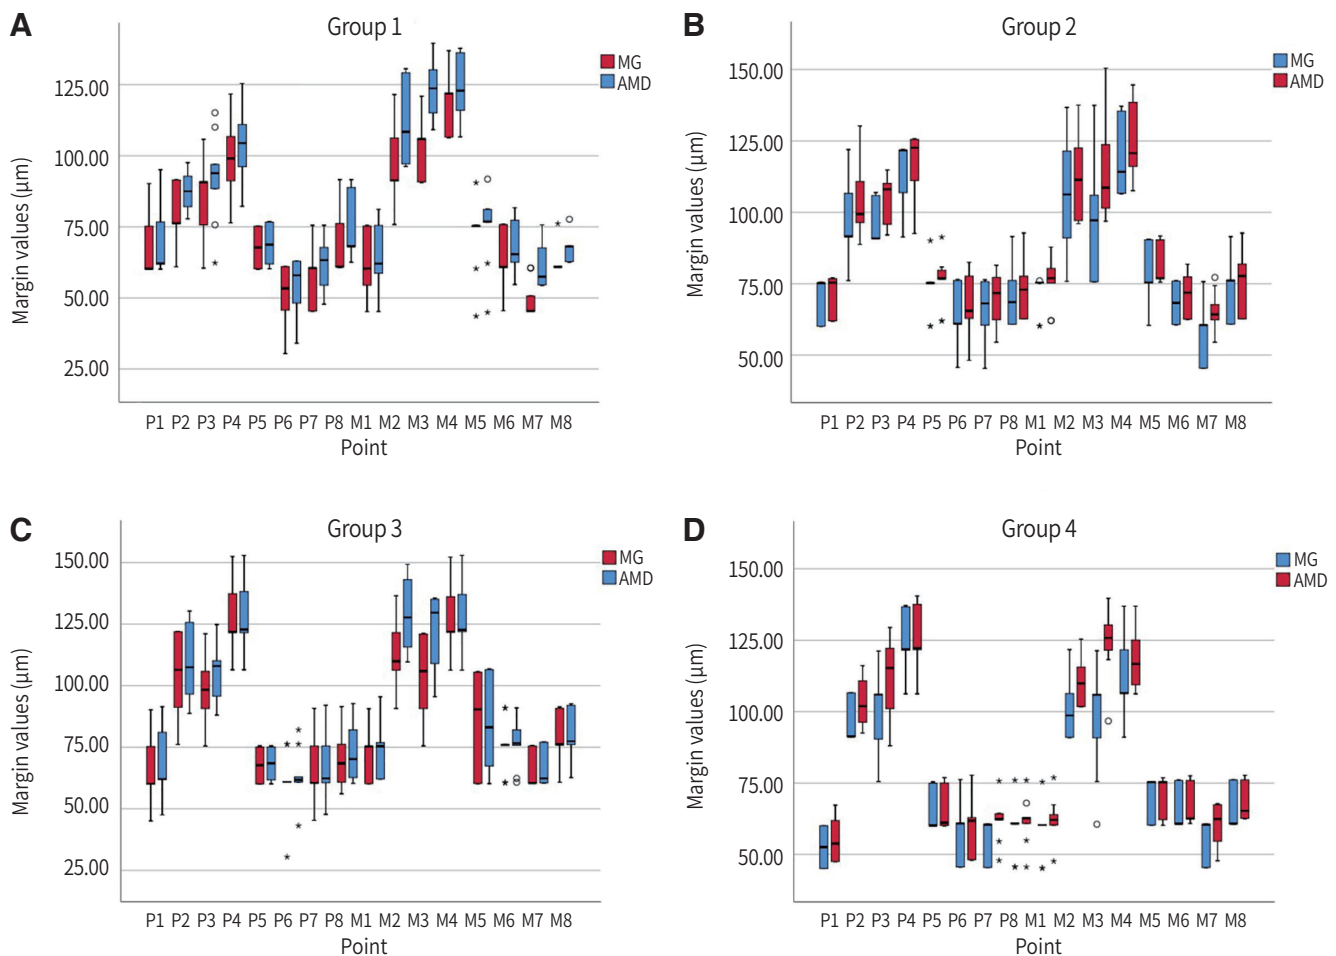 A
Group 1
MG
AMD
Margin values (μm)
125.00
100.00
75.00
50.00
25.00
P1 P2 P3 P4 P5 P6 P7 P8 M1 M2 M3 M4 M5 M6 M7 M8
Point
B
Group 2
MG
AMD
Margin values (μm)
150.00
125.00
100.00
75.00
50.00
P1 P2 P3 P4 P5 P6 P7 P8 M1 M2 M3 M4 M5 M6 M7 M8
Point
C
Group 3
MG
AMD
Margin values (μm)
150.00
125.00
100.00
75.00
50.00
25.00
P1 P2 P3 P4 P5 P6 P7 P8 M1 M2 M3 M4 M5 M6 M7 M8
Point
D
Group 4
MG
AMD
Margin values (μm)
150.00
125.00
100.00
75.00
50.00
P1 P2 P3 P4 P5 P6 P7 P8 M1 M2 M3 M4 M5 M6 M7 M8
Point